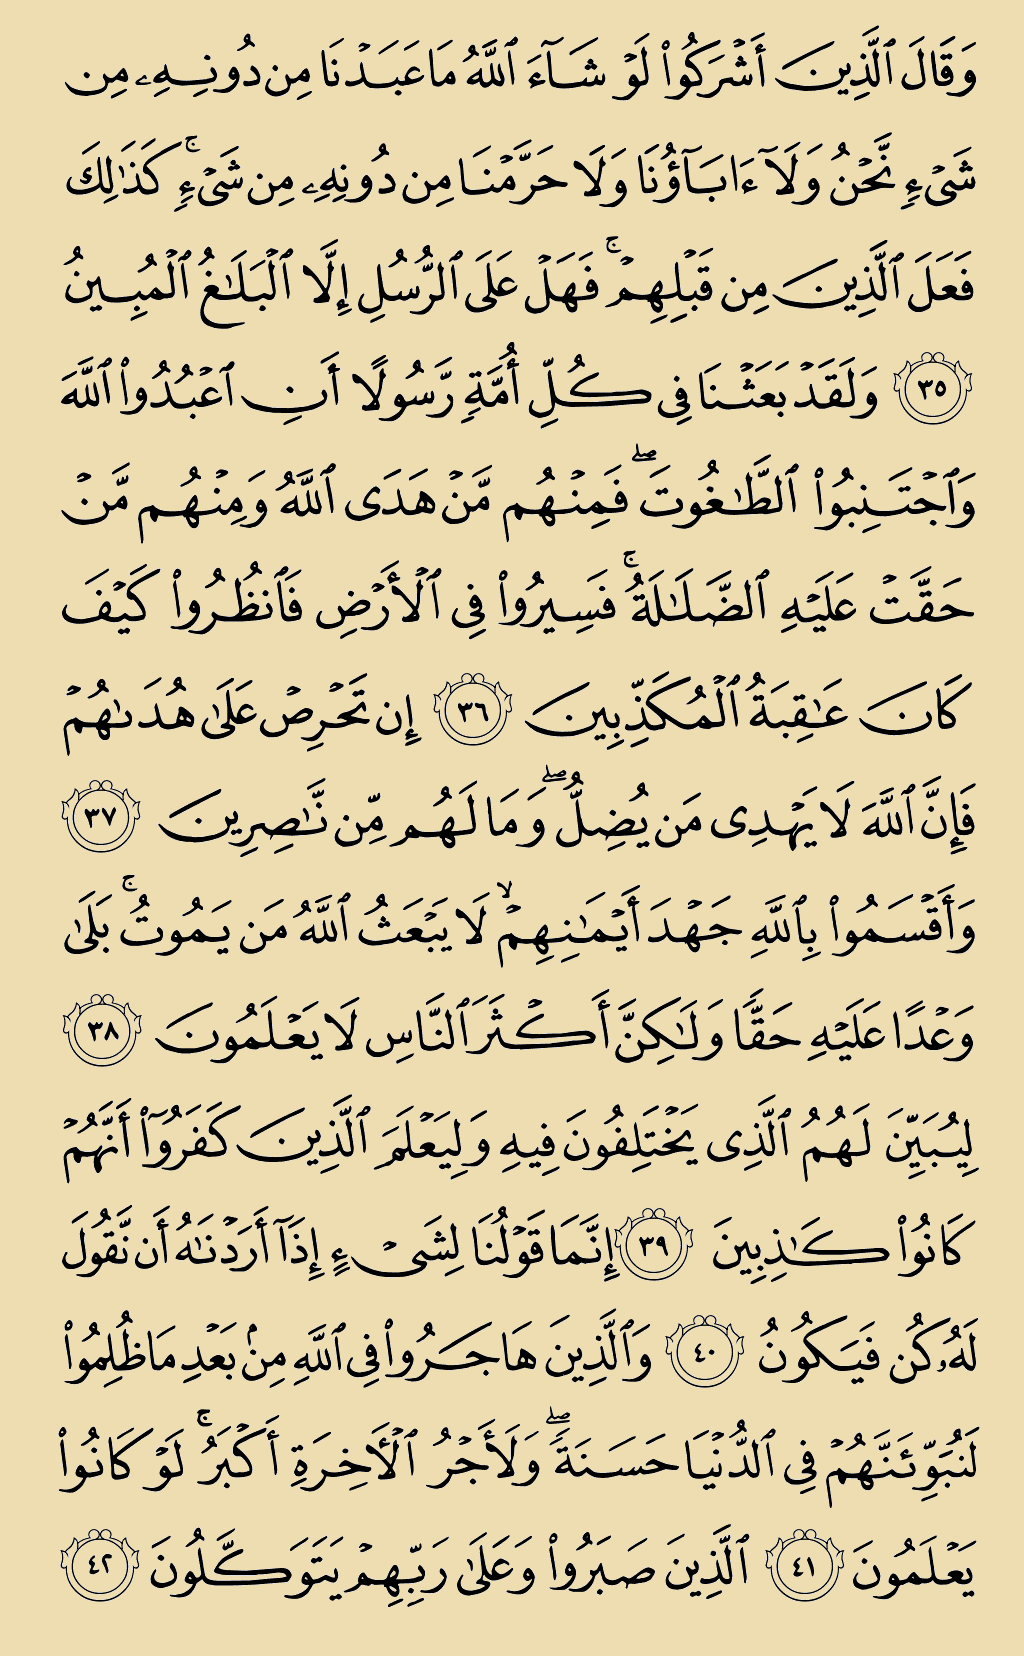 وَقَالَ ٱلَّذِينَ أَشْرَكُوا۟ لَوْ شَآءَ ٱللَّهُ مَا عَبَدْنَا مِن دُونِهِۦ مِن
شَىْءٍ نَّحْنُ وَلَآ ءَابَآؤُنَا وَلَا حَرَّمْنَا مِن دُونِهِۦ مِن شَىْءٍ ۚ كَذَٰلِكَ
فَعَلَ ٱلَّذِينَ مِن قَبْلِهِمْ ۚ فَهَلْ عَلَى ٱلرُّسُلِ إِلَّا ٱلْبَلَـٰغُ ٱلْمُبِينُ
٣٥ وَلَقَدْ بَعَثْنَا فِى كُلِّ أُمَّةٍ رَّسُولًا أَنِ ٱعْبُدُوا۟ ٱللَّهَ
وَٱجْتَنِبُوا۟ ٱلطَّـٰغُوتَ ۖ فَمِنْهُم مَّنْ هَدَى ٱللَّهُ وَمِنْهُم مَّنْ
حَقَّتْ عَلَيْهِ ٱلضَّلَـٰلَةُ ۚ فَسِيرُوا۟ فِى ٱلْأَرْضِ فَٱنظُرُوا۟ كَيْفَ
كَانَ عَـٰقِبَةُ ٱلْمُكَذِّبِينَ ٣٦ إِن تَحْرِصْ عَلَىٰ هُدَىٰهُمْ
فَإِنَّ ٱللَّهَ لَا يَهْدِى مَن يُضِلُّ ۖ وَمَا لَهُم مِّن نَّـٰصِرِينَ ٣٧
وَأَقْسَمُوا۟ بِٱللَّهِ جَهْدَ أَيْمَـٰنِهِمْ ۙ لَا يَبْعَثُ ٱللَّهُ مَن يَمُوتُ ۚ بَلَىٰ
وَعْدًا عَلَيْهِ حَقًّا وَلَـٰكِنَّ أَكْثَرَ ٱلنَّاسِ لَا يَعْلَمُونَ ٣٨
لِيُبَيِّنَ لَهُمُ ٱلَّذِى يَخْتَلِفُونَ فِيهِ وَلِيَعْلَمَ ٱلَّذِينَ كَفَرُوٓا۟ أَنَّهُمْ
كَانُوا۟ كَـٰذِبِينَ ٣٩ إِنَّمَا قَوْلُنَا لِشَىْءٍ إِذَآ أَرَدْنَـٰهُ أَن نَّقُولَ
لَهُۥ كُن فَيَكُونُ ٤٠ وَٱلَّذِينَ هَاجَرُوا۟ فِى ٱللَّهِ مِنۢ بَعْدِ مَا ظُلِمُوا۟
لَنُبَوِّئَنَّهُمْ فِى ٱلدُّنْيَا حَسَنَةً ۖ وَلَأَجْرُ ٱلْـَٔاخِرَةِ أَكْبَرُ ۚ لَوْ كَانُوا۟
يَعْلَمُونَ ٤١ ٱلَّذِينَ صَبَرُوا۟ وَعَلَىٰ رَبِّهِمْ يَتَوَكَّلُونَ ٤٢